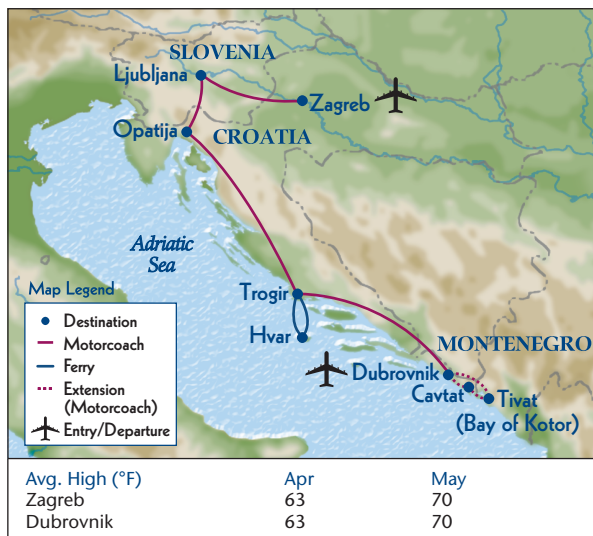 SLOVENIA
Ljubljana
Zagreb
Opatija
CROATIA
Adriatic
Sea
Map Legend
Destination
Motorcoach
Ferry
Extension
(Motorcoach)
Entry/Departure
Trogir
Hvar
MONTENEGRO
Dubrovnik
Cavtat
Tivat
(Bay of Kotor)
Avg. High (°F) Apr May
Zagreb 63 70
Dubrovnik 63 70